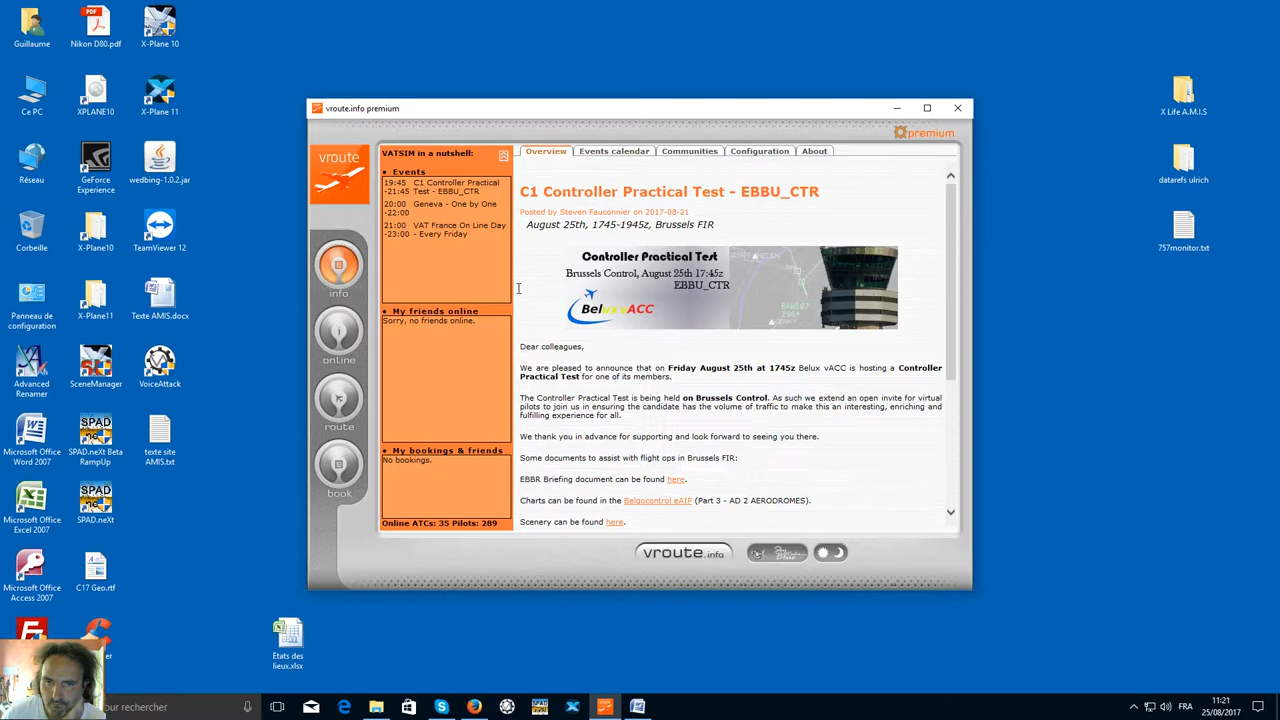 Guillaume
Nikon D80.pdf
X-Plane 10
Ce PC
XPLANE10
X-Plane 11
Réseau
GeForce
Experience
wedbing-1.0.2.jar
Corbeille
X-Plane10
TeamViewer 12
Panneau de
configuration
X-Plane11
Texte AMIS.docx
Advanced
Renamer
SceneManager
VoiceAttack
Microsoft Office
Word 2007
SPAD.neXt Beta
RampUp
texte site
AMIS.txt
Microsoft Office
Excel 2007
SPAD.neXt
Microsoft Office
Access 2007
C17 Geo.rtf
Etats des
lieux.xlsx
X Life A.M.I.S
datarefs ulrich
757monitor.txt
vroute.info premium
premium
vroute
info
online
route
book
VATSIM in a nutshell:
• Events
19:45 C1 Controller Practical
-21:45 Test - EBBU_CTR
20:00 Geneva - One by One
-22:00
21:00 VAT France On Line Day
-23:00 - Every Friday
• My friends online
Sorry, no friends online.
• My bookings & friends
No bookings.
Online ATCs: 35 Pilots: 289
Overview Events calendar Communities Configuration About
C1 Controller Practical Test - EBBU_CTR
Posted by Steven Fauconnier on 2017-08-21
August 25th, 1745-1945z, Brussels FIR
Controller Practical Test
Brussels Control, August 25th 17:45z
EBBU_CTR
BeluxvACC
Dear colleagues,
We are pleased to announce that on Friday August 25th at 1745z Belux vACC is hosting a Controller
Practical Test for one of its members.
The Controller Practical Test is being held on Brussels Control. As such we extend an open invite for virtual
pilots to join us in ensuring the candidate has the volume of traffic to make this an interesting, enriching and
fulfilling experience for all.
We thank you in advance for supporting and look forward to seeing you there.
Some documents to assist with flight ops in Brussels FIR:
EBBR Briefing document can be found here.
Charts can be found in the Belgocontrol eAIP (Part 3 - AD 2 AERODROMES).
Scenery can be found here.
vroute.info
pour rechercher
FR
11:21
25/08/2017